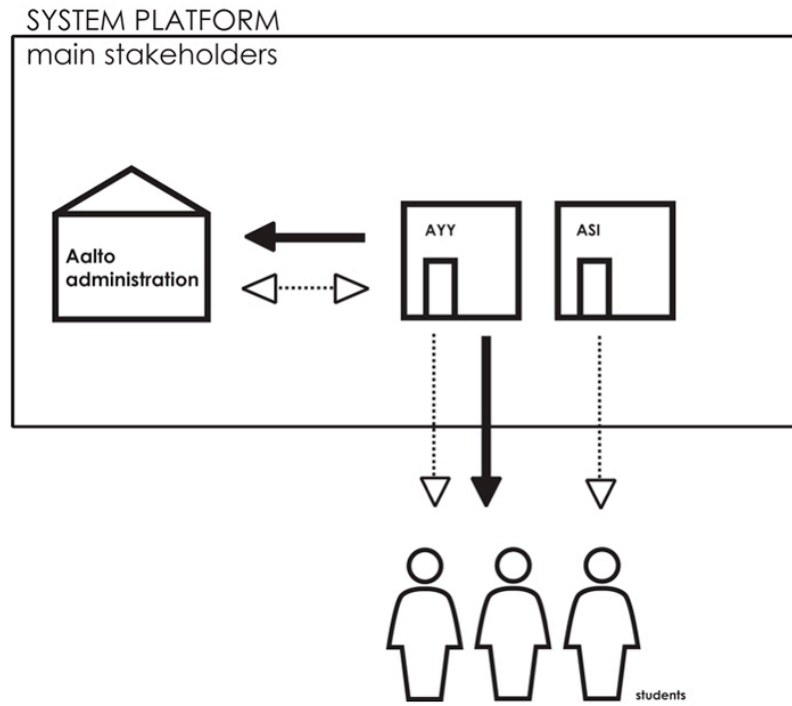 SYSTEM PLATFORM
main stakeholders
Aalto
administration
AYY
ASI
students